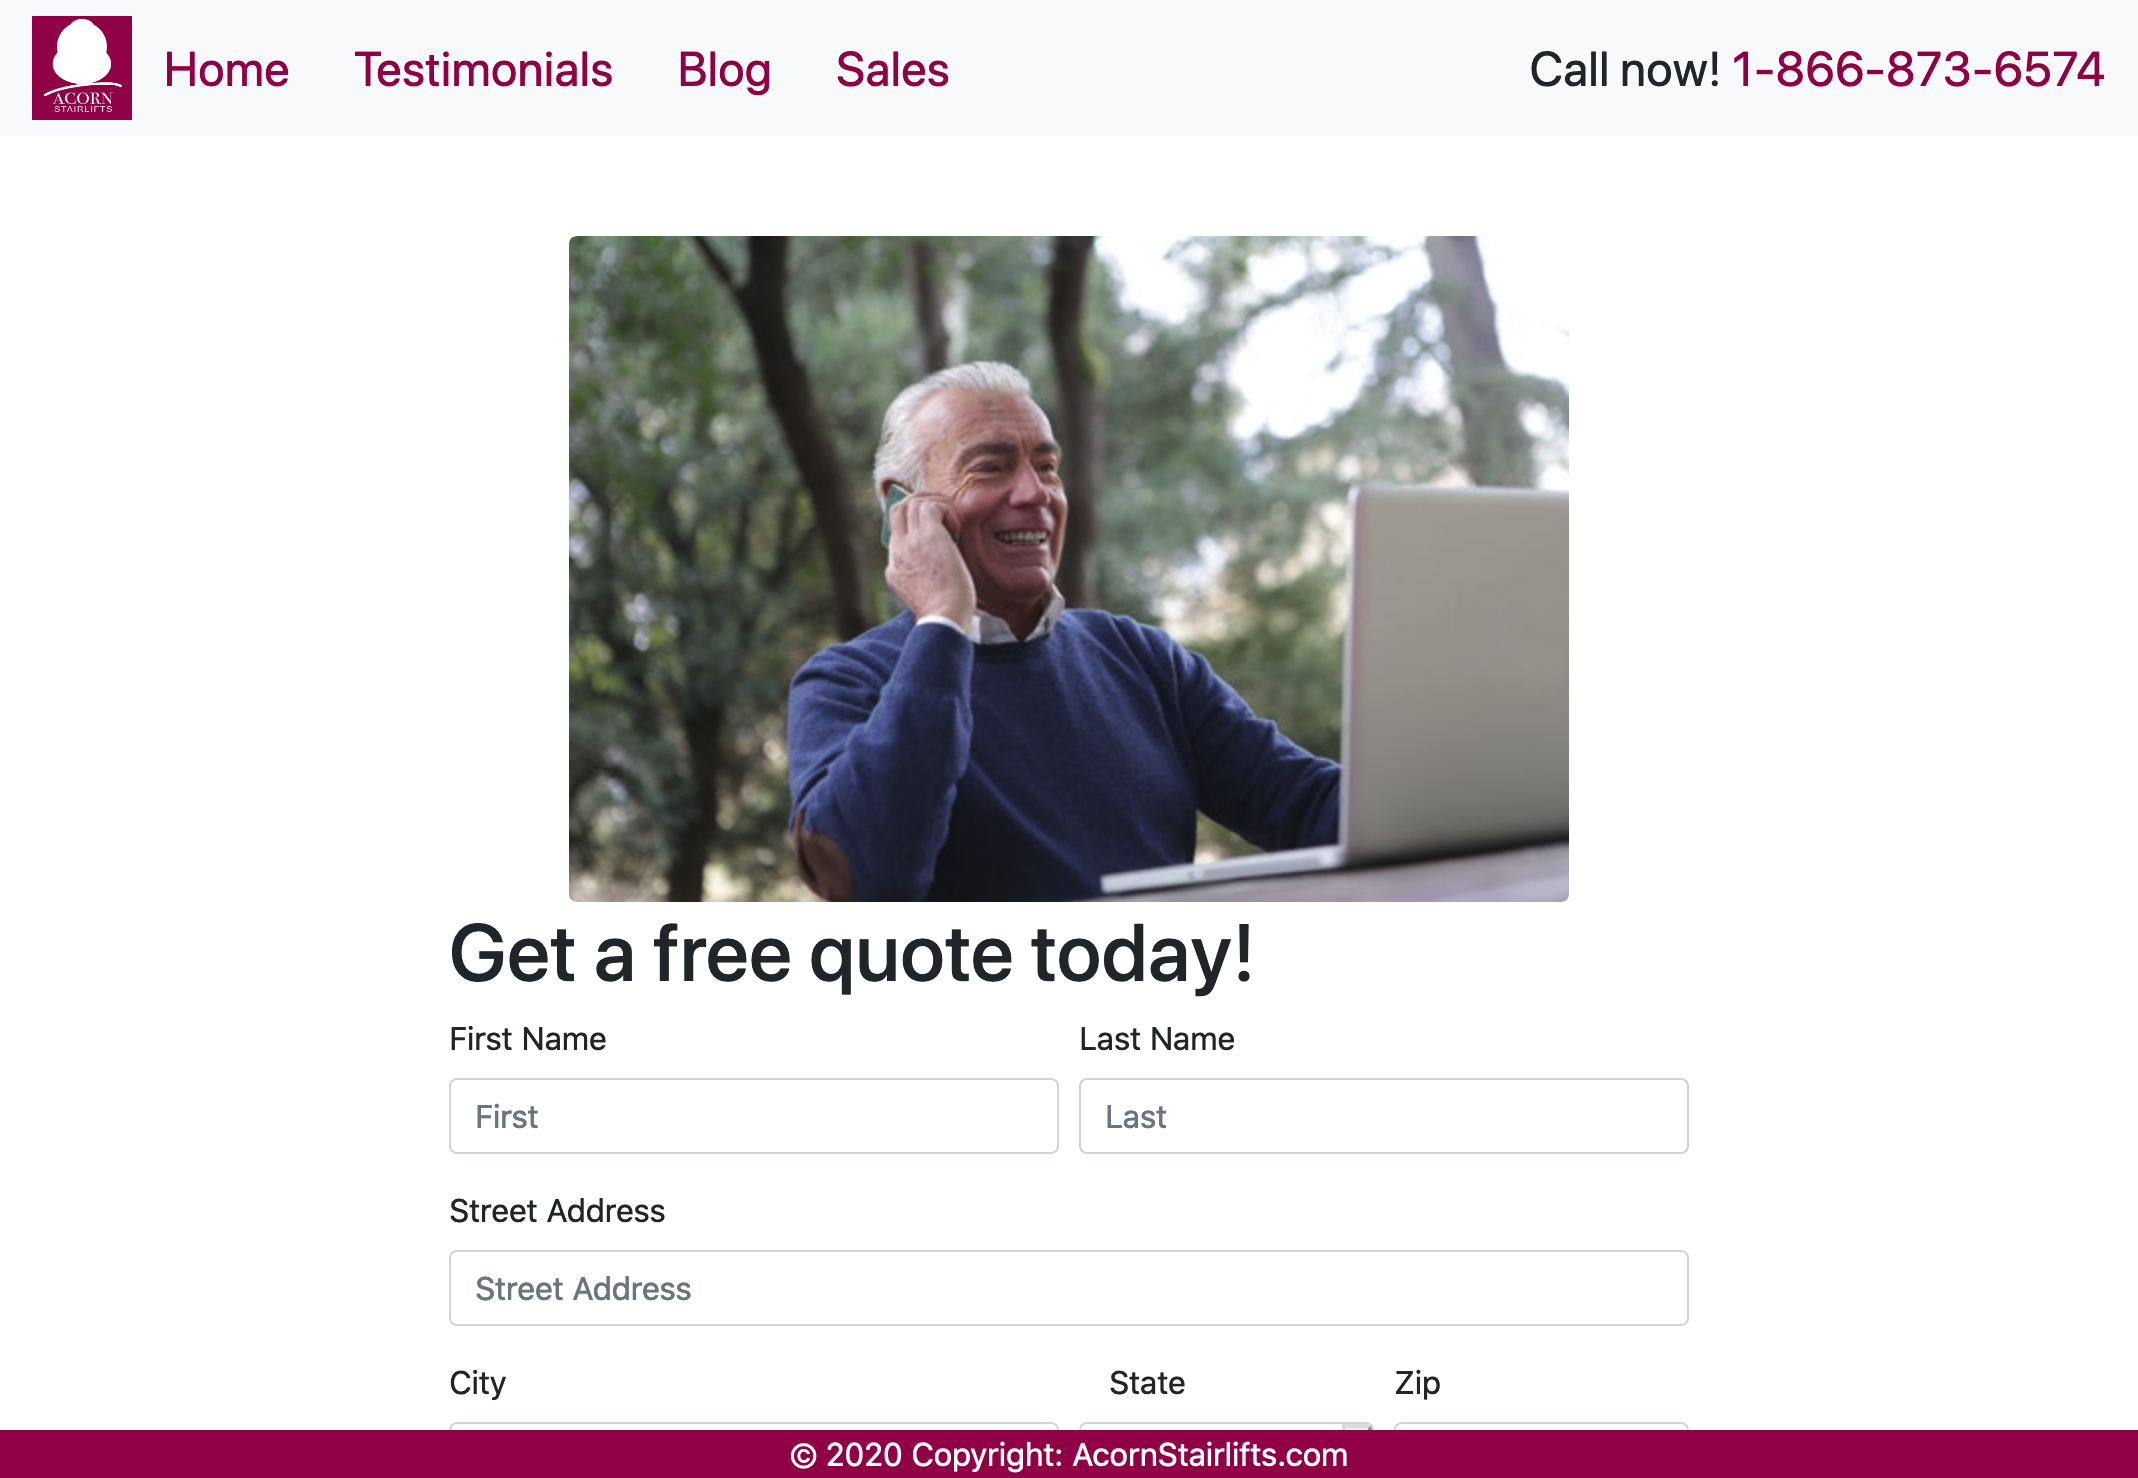 ACORN
STAIRLIFTS
Home Testimonials Blog Sales Call now! 1-866-873-6574
Get a free quote today!
First Name Last Name
First Last
Street Address
Street Address
City State Zip
© 2020 Copyright: AcornStairlifts.com